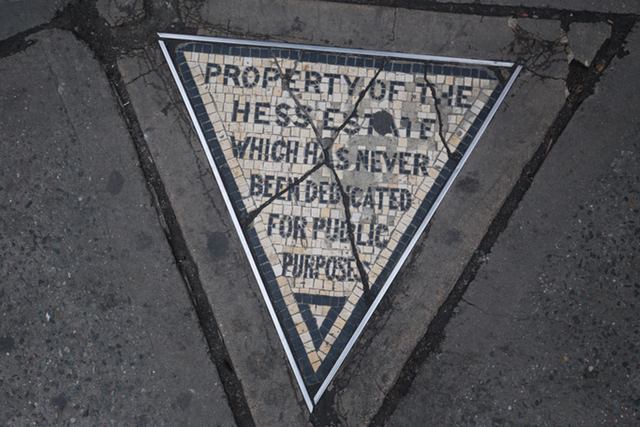 PROPERTY OF THE
HESS ESTATE
WHICH HAS NEVER
BEEN DEDICATED
FOR PUBLIC
PURPOSES